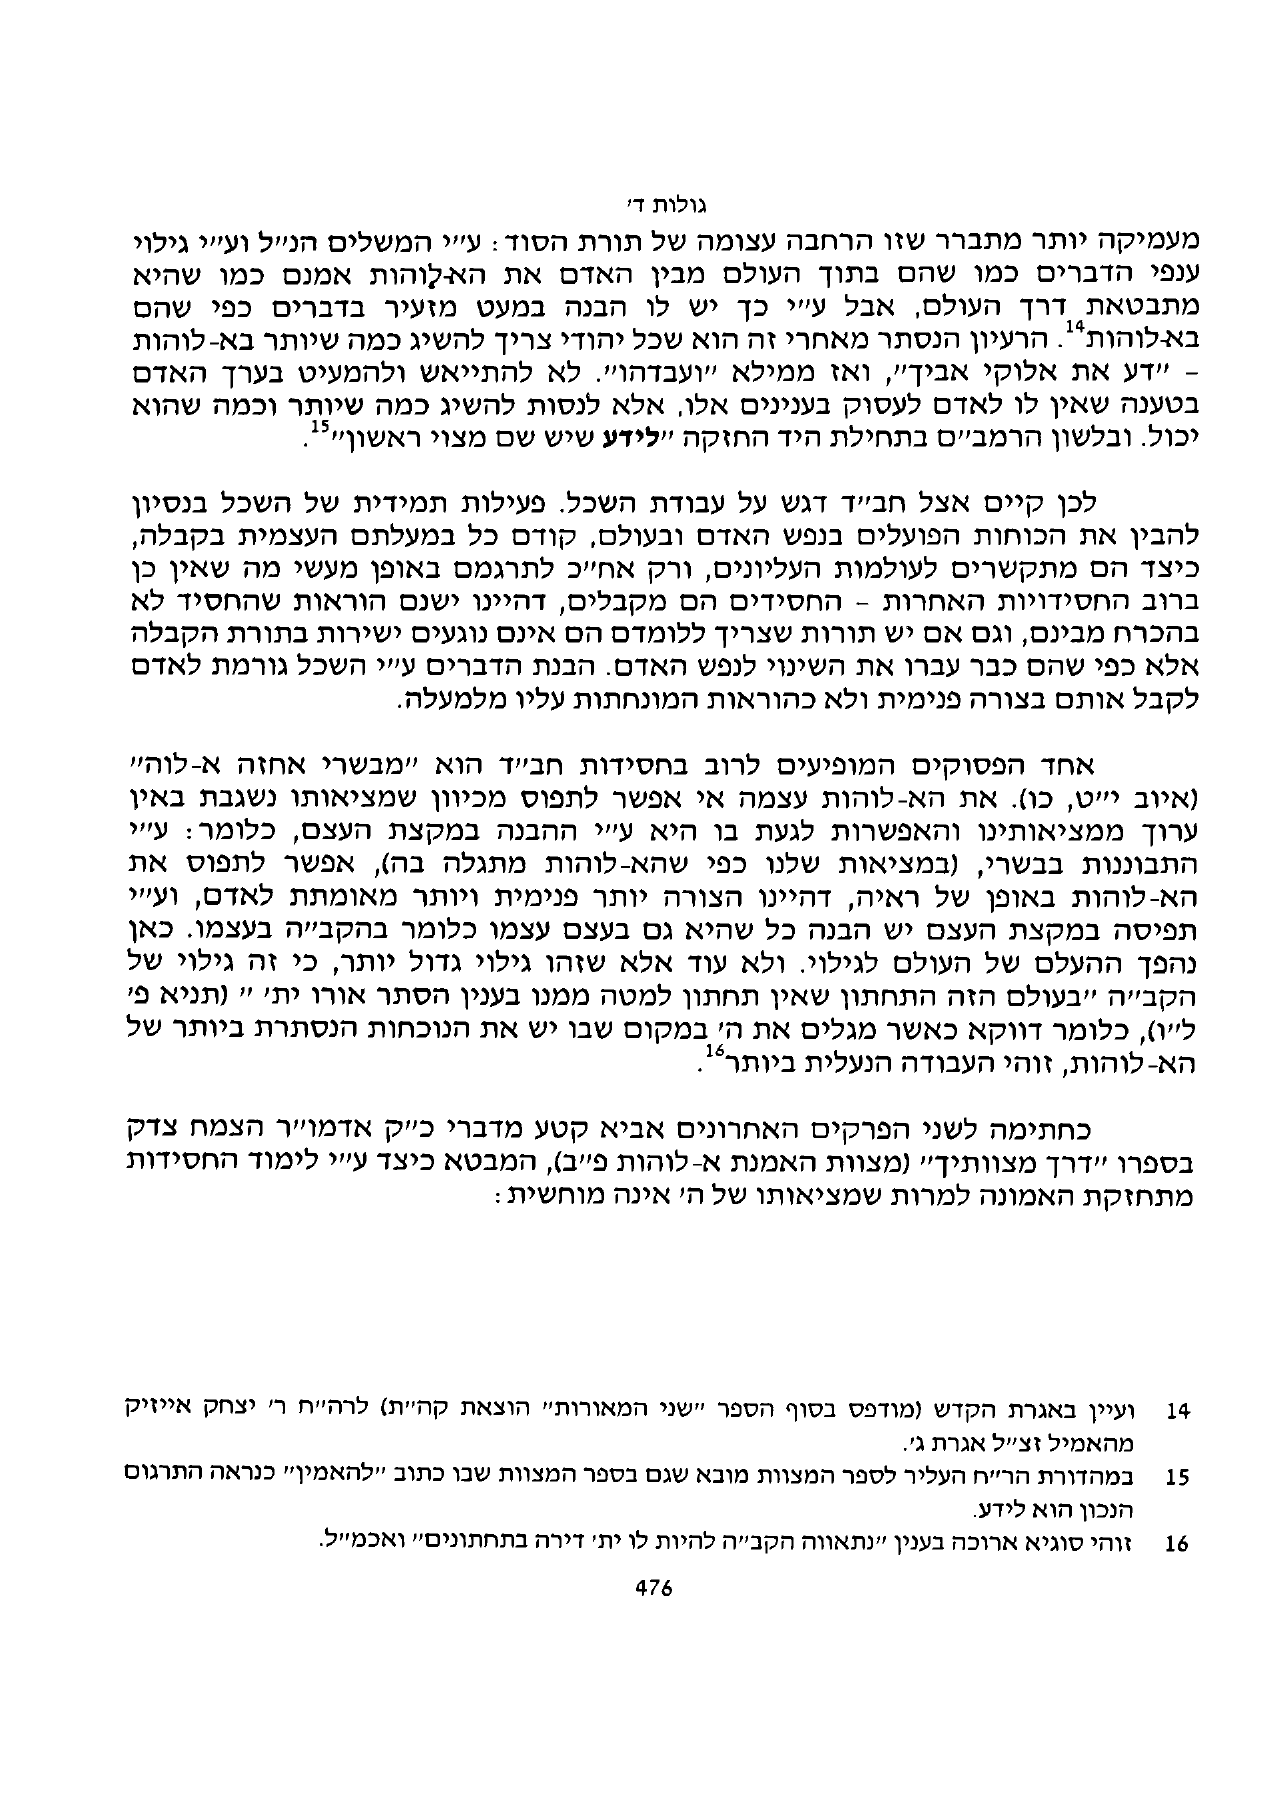 גולות ד'
מעמיקה יותר מתברר שזו הרחבה עצומה של תורת הסוד: ע"י המשלים הנ"ל וע"י גילוי
ענפי הדברים כמו שהם בתוך העולם מבין האדם את הא-לוהות אמנם כמו שהיא
מתבטאת דרך העולם, אבל ע"י כך יש לו הבנה במעט מזעיר בדברים כפי שהם
בא-לוהות14. הרעיון הנסתר מאחרי זה הוא שכל יהודי צריך להשיג כמה שיותר בא-לוהות
– "דע את אלוקי אביך", ואז ממילא "ועבדהו". לא להתייאש ולהמעיט בערך האדם
בטענה שאין לו לאדם לעסוק בענינים אלו, אלא לנסות להשיג כמה שיותר וכמה שהוא
יכול. ובלשון הרמב"ם בתחילת היד החזקה "לידע שיש שם מצוי ראשון"15.
לכן קיים אצל חב"ד דגש על עבודת השכל. פעילות תמידית של השכל בנסיון
להבין את הכוחות הפועלים בנפש האדם ובעולם, קודם כל במעלתם העצמית בקבלה,
כיצד הם מתקשרים לעולמות העליונים, ורק אח"כ לתרגמם באופן מעשי מה שאין כן
ברוב החסידויות האחרות – החסידים הם מקבלים, דהיינו ישנם הוראות שהחסיד לא
בהכרח מבינם, וגם אם יש תורות שצריך ללומדם הם אינם נוגעים ישירות בתורת הקבלה
אלא כפי שהם כבר עברו את השינוי לנפש האדם. הבנת הדברים ע"י השכל גורמת לאדם
לקבל אותם בצורה פנימית ולא כהוראות המונחתות עליו מלמעלה.
אחד הפסוקים המופיעים לרוב בחסידות חב"ד הוא "מבשרי אחזה א-לוה"
(איוב י"ט, כו). את הא-לוהות עצמה אי אפשר לתפוס מכיוון שמציאותו נשגבת באין
ערוך ממציאותינו והאפשרות לגעת בו היא ע"י ההבנה במקצת העצם, כלומר: ע"י
התבוננות בבשרי, (במציאות שלנו כפי שהא-לוהות מתגלה בה), אפשר לתפוס את
הא-לוהות באופן של ראיה, דהיינו הצורה יותר פנימית ויותר מאומתת לאדם, וע"י
תפיסה במקצת העצם יש הבנה כל שהיא גם בעצם עצמו כלומר בהקב"ה בעצמו. כאן
נהפך ההעלם של העולם לגילוי. ולא עוד אלא שזהו גילוי גדול יותר, כי זה גילוי של
הקב"ה "בעולם הזה התחתון שאין תחתון למטה ממנו בענין הסתר אורו ית' " (תניא פ'
ל"ו), כלומר דווקא כאשר מגלים את ה' במקום שבו יש את הנוכחות הנסתרת ביותר של
הא-לוהות, זוהי העבודה הנעלית ביותר16.
כחתימה לשני הפרקים האחרונים אביא קטע מדברי כ"ק אדמו"ר הצמח צדק
בספרו "דרך מצוותיך" (מצוות האמנת א-לוהות פ"ב), המבטא כיצד ע"י לימוד החסידות
מתחזקת האמונה למרות שמציאותו של ה' אינה מוחשית:
14 ועיין באגרת הקדש (מודפס בסוף הספר "שני המאורות" הוצאת קה"ת) לרה"ח ר' יצחק אייזיק
מהאמיל זצ"ל אגרת ג'.
15 במהדורת הר"ח העליר לספר המצוות מובא שגם בספר המצוות שבו כתוב "להאמין" כנראה התרגום
הנכון הוא לידע.
16 זוהי סוגיא ארוכה בענין "נתאווה הקב"ה להיות לו ית' דירה בתחתונים" ואכמ"ל.
476